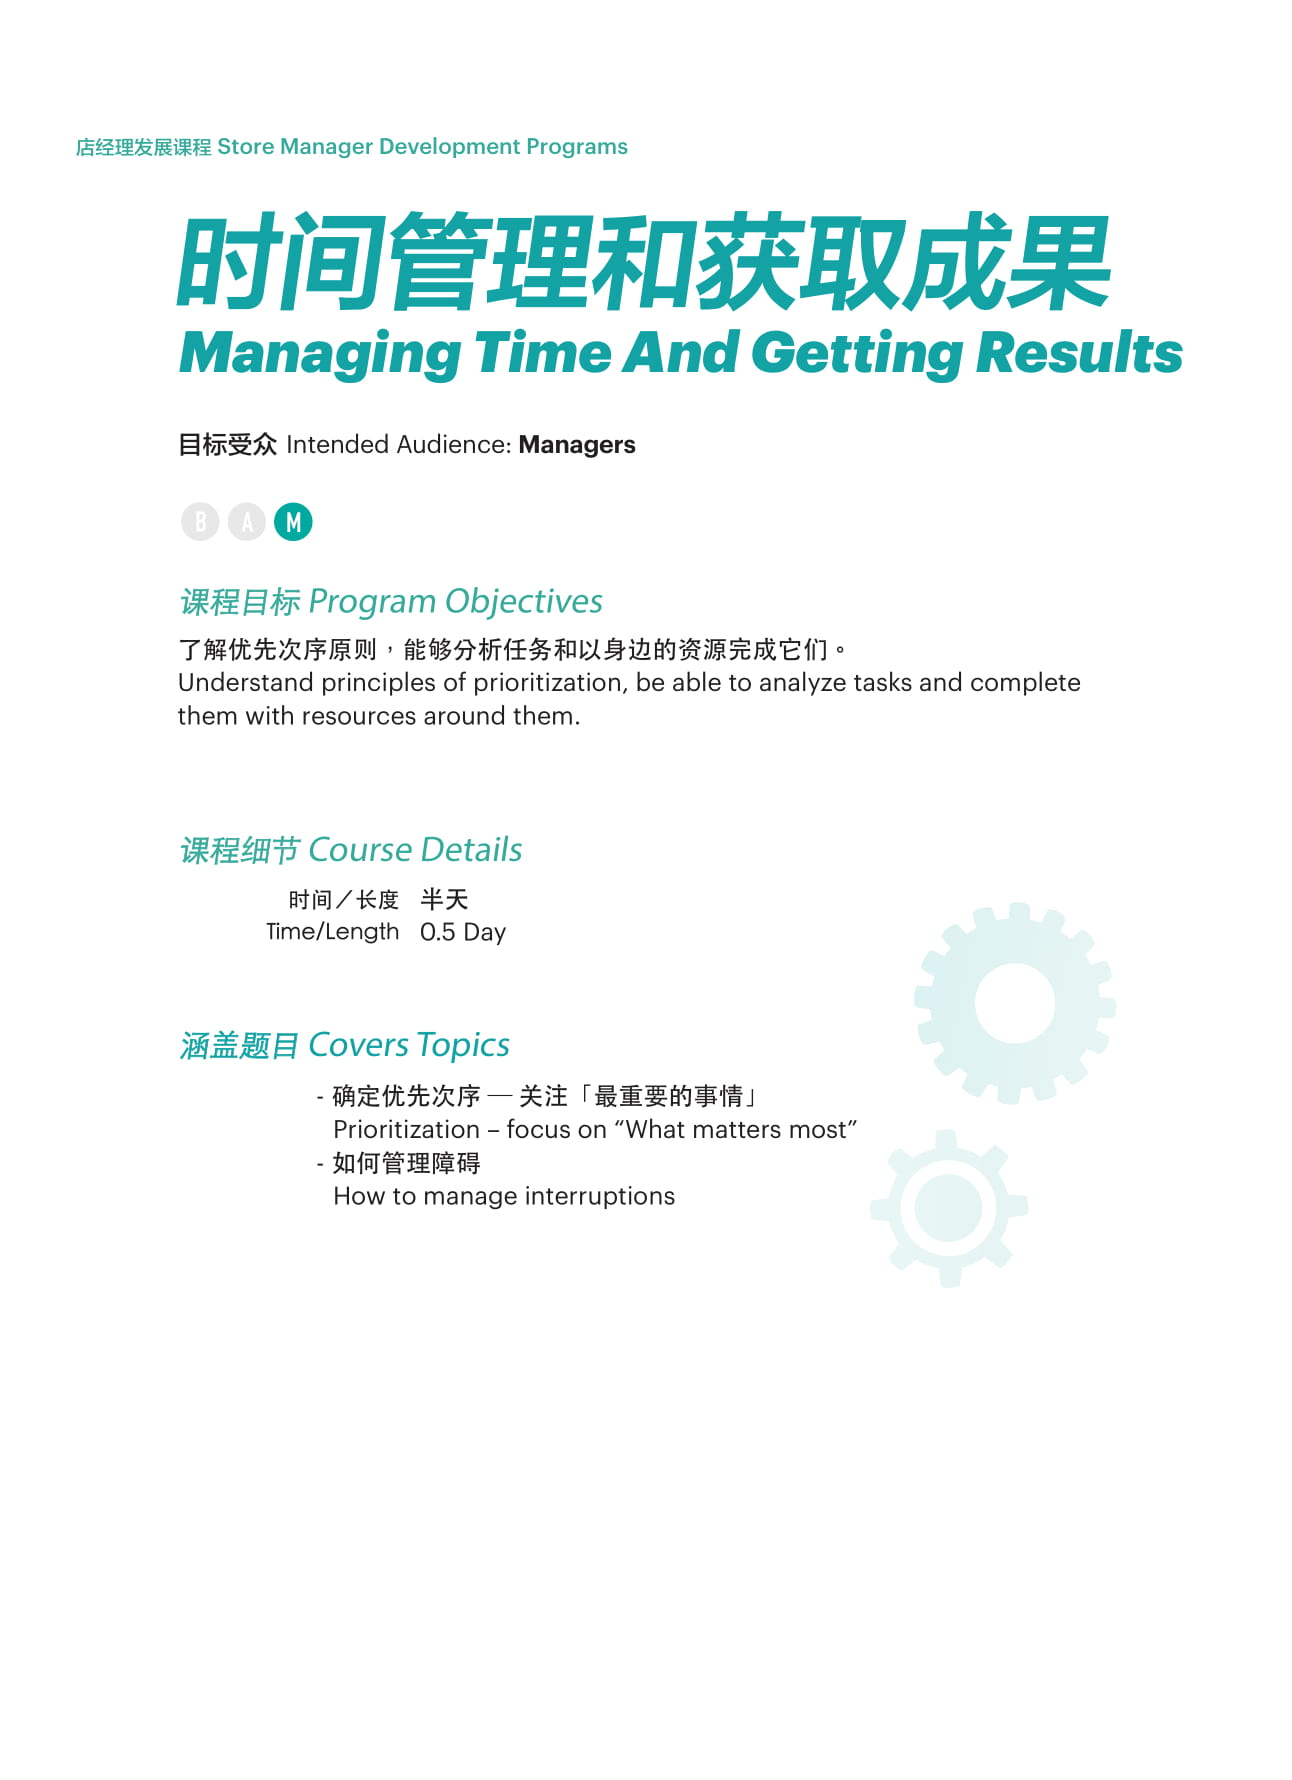 店经理发展课程 Store Manager Development Programs
时间管理和获取成果
Managing Time And Getting Results
目标受众 Intended Audience: Managers
B A M
课程目标 Program Objectives
了解优先次序原则，能够分析任务和以身边的资源完成它们。
Understand principles of prioritization, be able to analyze tasks and complete
them with resources around them.
课程细节 Course Details
时间／长度 半天
Time/Length 0.5 Day
涵盖题目 Covers Topics
- 确定优先次序 — 关注「最重要的事情」
Prioritization – focus on “What matters most”
- 如何管理障碍
How to manage interruptions